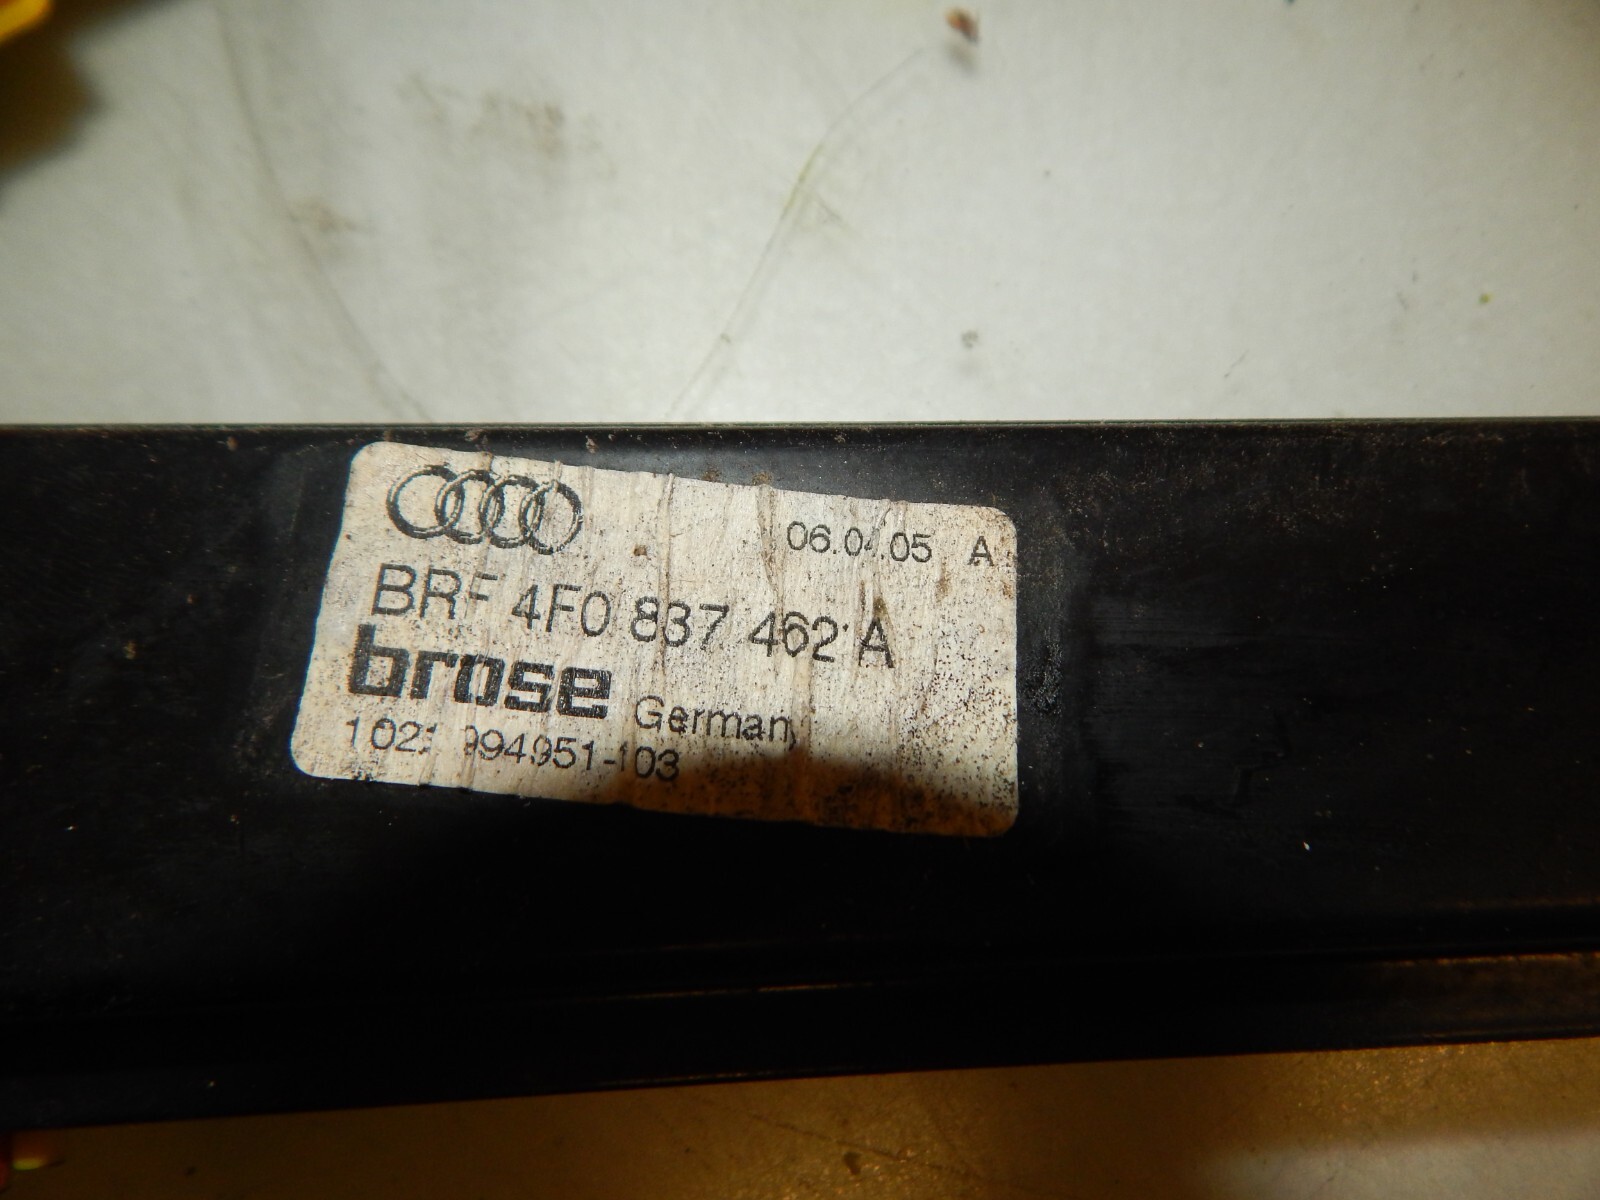 06.04.05 A
BRF 4F0 837 462 A
brose Germany
994951-103